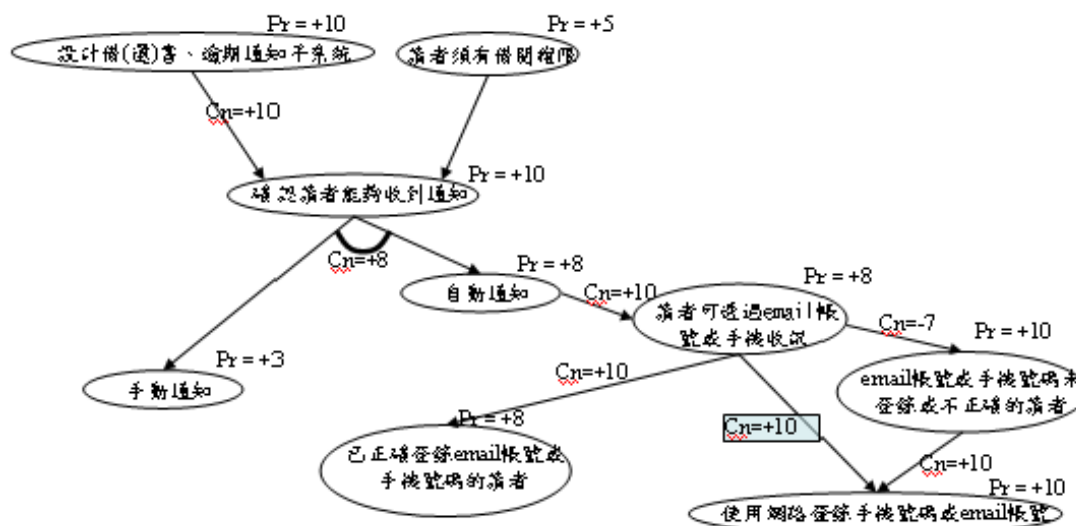 Pr = +10
Pr = +5
設計借(還)書、逾期通知子系統
讀者須有借閱權限
Cn=+10
Pr = +10
確認讀者能夠收到通知
Cn=+8
Pr = +8
自動通知
Cn=+10
Pr = +8
讀者可透過email帳
號或手機收訊
Cn=-7
Pr = +10
email帳號或手機號碼未
登錄或不正確的讀者
Pr = +3
手動通知
Cn=+10
Pr = +8
已正確登錄email帳號或
手機號碼的讀者
Cn=+10
Cn=+10
Pr = +10
使用網路登錄手機號碼或email帳號